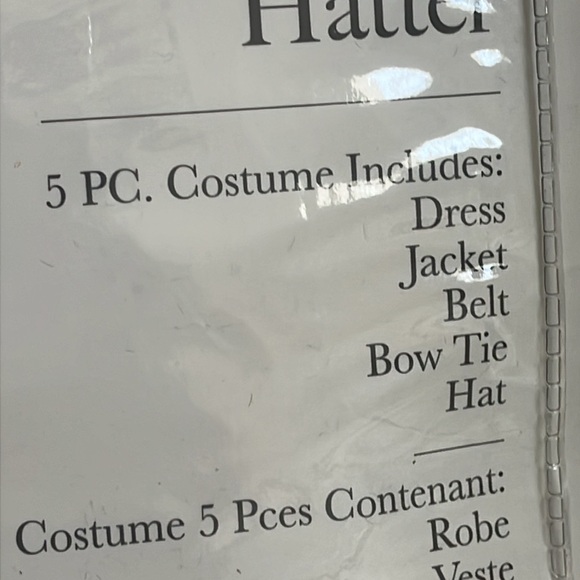 Hatter
5 PC. Costume Includes:
Dress
Jacket
Belt
Bow Tie
Hat
Costume 5 Pces Contenant:
Robe
Veste